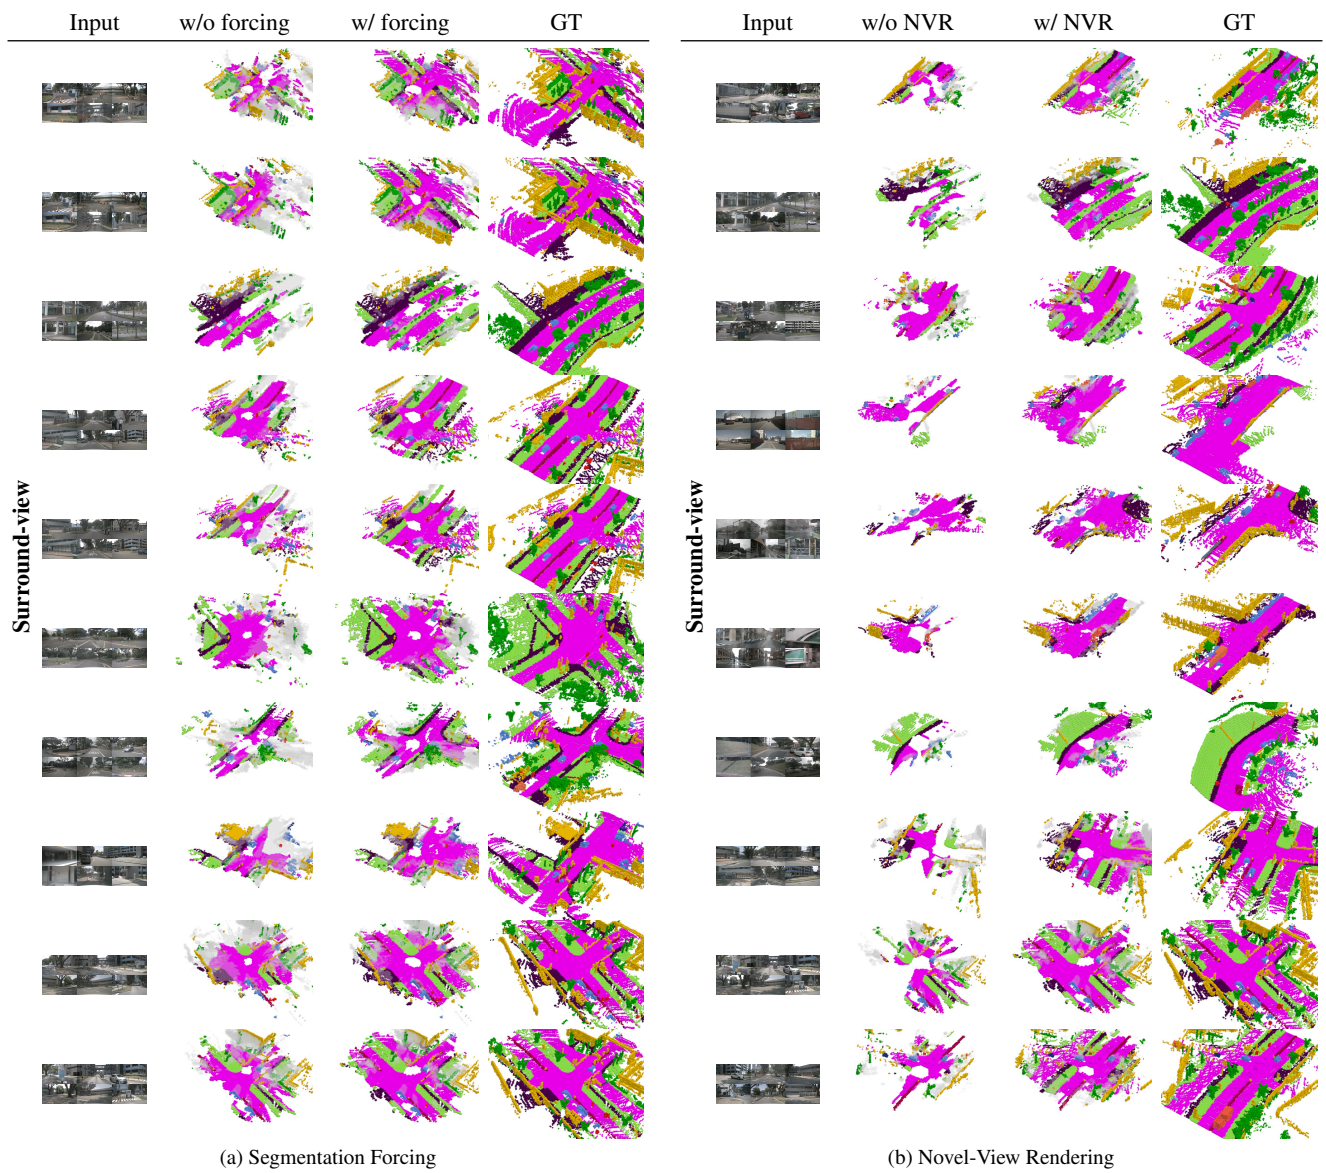 Input w/o forcing w/ forcing GT
Surround-view
(a) Segmentation Forcing
Input w/o NVR w/ NVR GT
Surround-view
(b) Novel-View Rendering